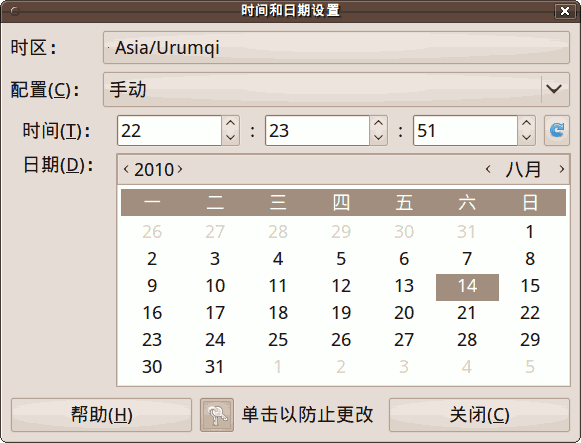 时间和日期设置
时区： Asia/Urumqi
配置(C)： 手动
时间(T)： 22 : 23 : 51
日期(D)： 2010 八月
一 二 三 四 五 六 日
26 27 28 29 30 31 1
2 3 4 5 6 7 8
9 10 11 12 13 14 15
16 17 18 19 20 21 22
23 24 25 26 27 28 29
30 31 1 2 3 4 5
帮助(H) 单击以防止更改 关闭(C)